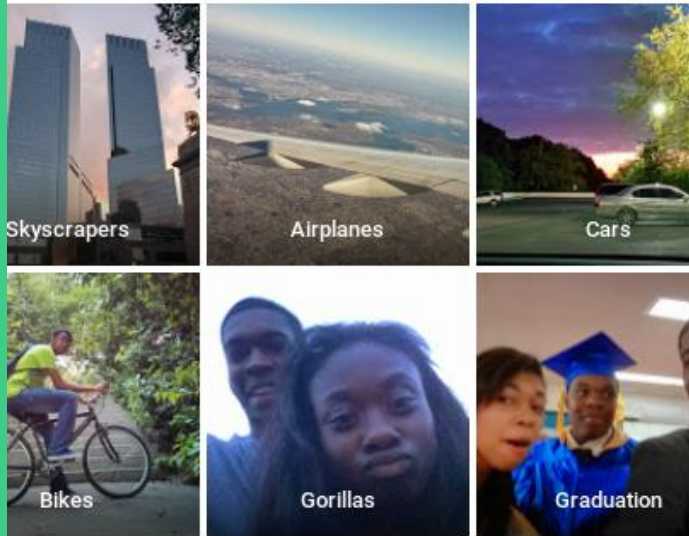 Skyscrapers
Airplanes
Cars
Bikes
Gorillas
Graduation